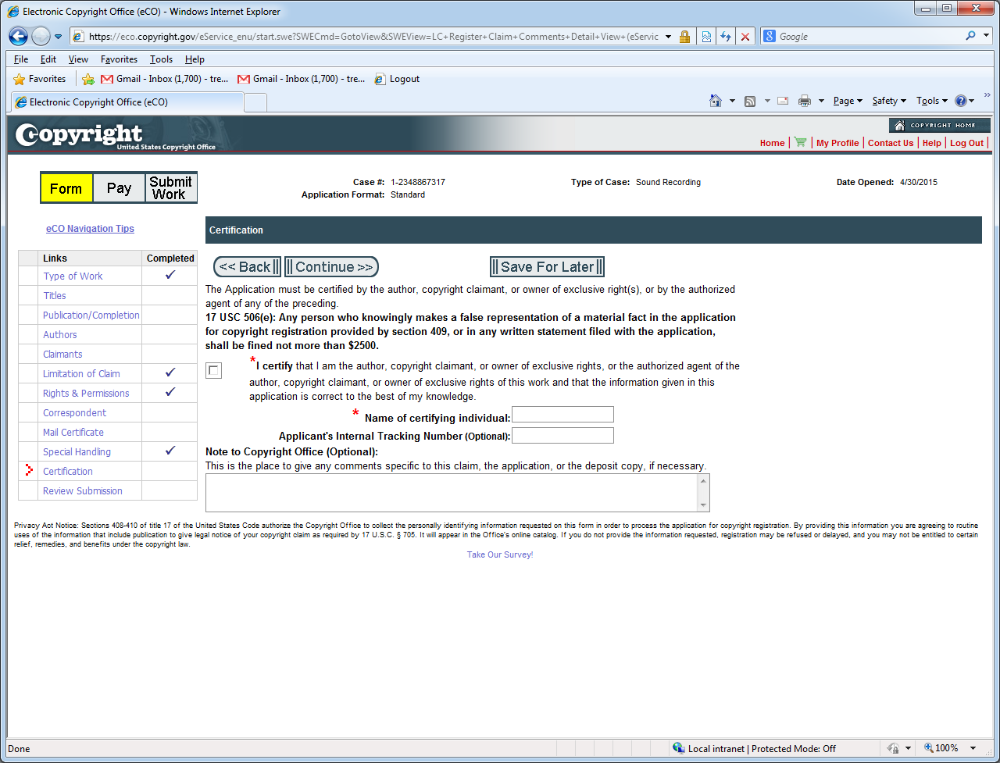 Electronic Copyright Office (eCO) - Windows Internet Explorer
https://eco.copyright.gov/eService_enu/start.swe?SWECmd=GotoView&SWEView=LC+Register+Claim+Comments+Detail+View+(eServic
Google
File Edit View Favorites Tools Help
Favorites Gmail - Inbox (1,700) - tre... Gmail - Inbox (1,700) - tre... Logout
Electronic Copyright Office (eCO)
Page Safety Tools
Copyright
United States Copyright Office
COPYRIGHT HOME
Home | My Profile | Contact Us | Help | Log Out |
Form Pay Submit Work
Case #: 1-2348867317 Type of Case: Sound Recording Date Opened: 4/30/2015
Application Format: Standard
eCO Navigation Tips
Certification
Links Completed
Type of Work ✓
Titles
Publication/Completion
Authors
Claimants
Limitation of Claim ✓
Rights & Permissions ✓
Correspondent
Mail Certificate
Special Handling ✓
Certification
Review Submission
<< Back Continue >> Save For Later
The Application must be certified by the author, copyright claimant, or owner of exclusive right(s), or by the authorized
agent of any of the preceding.
17 USC 506(e): Any person who knowingly makes a false representation of a material fact in the application
for copyright registration provided by section 409, or in any written statement filed with the application,
shall be fined not more than $2500.
*I certify that I am the author, copyright claimant, or owner of exclusive rights, or the authorized agent of the
author, copyright claimant, or owner of exclusive rights of this work and that the information given in this
application is correct to the best of my knowledge.
* Name of certifying individual:
Applicant's Internal Tracking Number (Optional):
Note to Copyright Office (Optional):
This is the place to give any comments specific to this claim, the application, or the deposit copy, if necessary.
Privacy Act Notice: Sections 408-410 of title 17 of the United States Code authorize the Copyright Office to collect the personally identifying information requested on this form in order to process the application for copyright registration. By providing this information you are agreeing to routine
uses of the information that include publication to give legal notice of your copyright claim as required by 17 U.S.C. § 705. It will appear in the Office's online catalog. If you do not provide the information requested, registration may be refused or delayed, and you may not be entitled to certain
relief, remedies, and benefits under the copyright law.
Take Our Survey!
Done Local intranet | Protected Mode: Off 100%